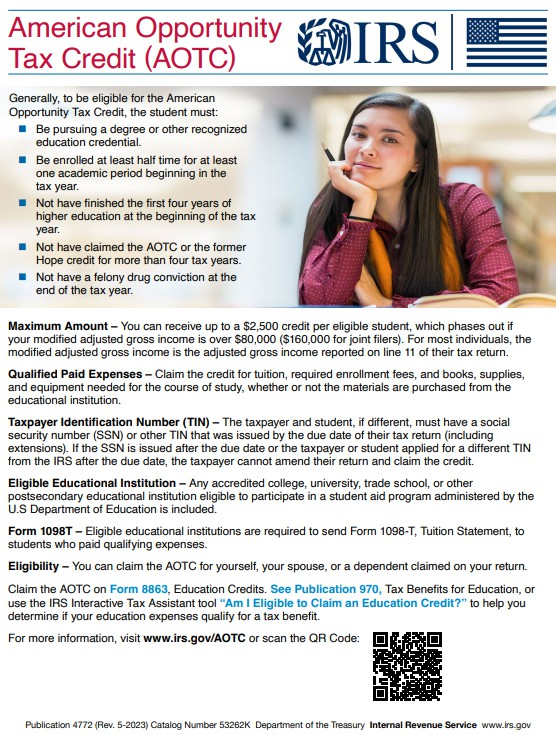 American Opportunity
Tax Credit (AOTC)
IRS
Generally, to be eligible for the American
Opportunity Tax Credit, the student must:
■ Be pursuing a degree or other recognized
education credential.
■ Be enrolled at least half time for at least
one academic period beginning in the
tax year.
■ Not have finished the first four years of
higher education at the beginning of the tax
year.
■ Not have claimed the AOTC or the former
Hope credit for more than four tax years.
■ Not have a felony drug conviction at the
end of the tax year.
Maximum Amount – You can receive up to a $2,500 credit per eligible student, which phases out if
your modified adjusted gross income is over $80,000 ($160,000 for joint filers). For most individuals, the
modified adjusted gross income is the adjusted gross income reported on line 11 of their tax return.
Qualified Paid Expenses – Claim the credit for tuition, required enrollment fees, and books, supplies,
and equipment needed for the course of study, whether or not the materials are purchased from the
educational institution.
Taxpayer Identification Number (TIN) – The taxpayer and student, if different, must have a social
security number (SSN) or other TIN that was issued by the due date of their tax return (including
extensions). If the SSN is issued after the due date or the taxpayer or student applied for a different TIN
from the IRS after the due date, the taxpayer cannot amend their return and claim the credit.
Eligible Educational Institution – Any accredited college, university, trade school, or other
postsecondary educational institution eligible to participate in a student aid program administered by the
U.S Department of Education is included.
Form 1098T – Eligible educational institutions are required to send Form 1098-T, Tuition Statement, to
students who paid qualifying expenses.
Eligibility – You can claim the AOTC for yourself, your spouse, or a dependent claimed on your return.
Claim the AOTC on Form 8863, Education Credits. See Publication 970, Tax Benefits for Education, or
use the IRS Interactive Tax Assistant tool “Am I Eligible to Claim an Education Credit?” to help you
determine if your education expenses qualify for a tax benefit.
For more information, visit www.irs.gov/AOTC or scan the QR Code:
Publication 4772 (Rev. 5-2023) Catalog Number 53262K Department of the Treasury Internal Revenue Service www.irs.gov